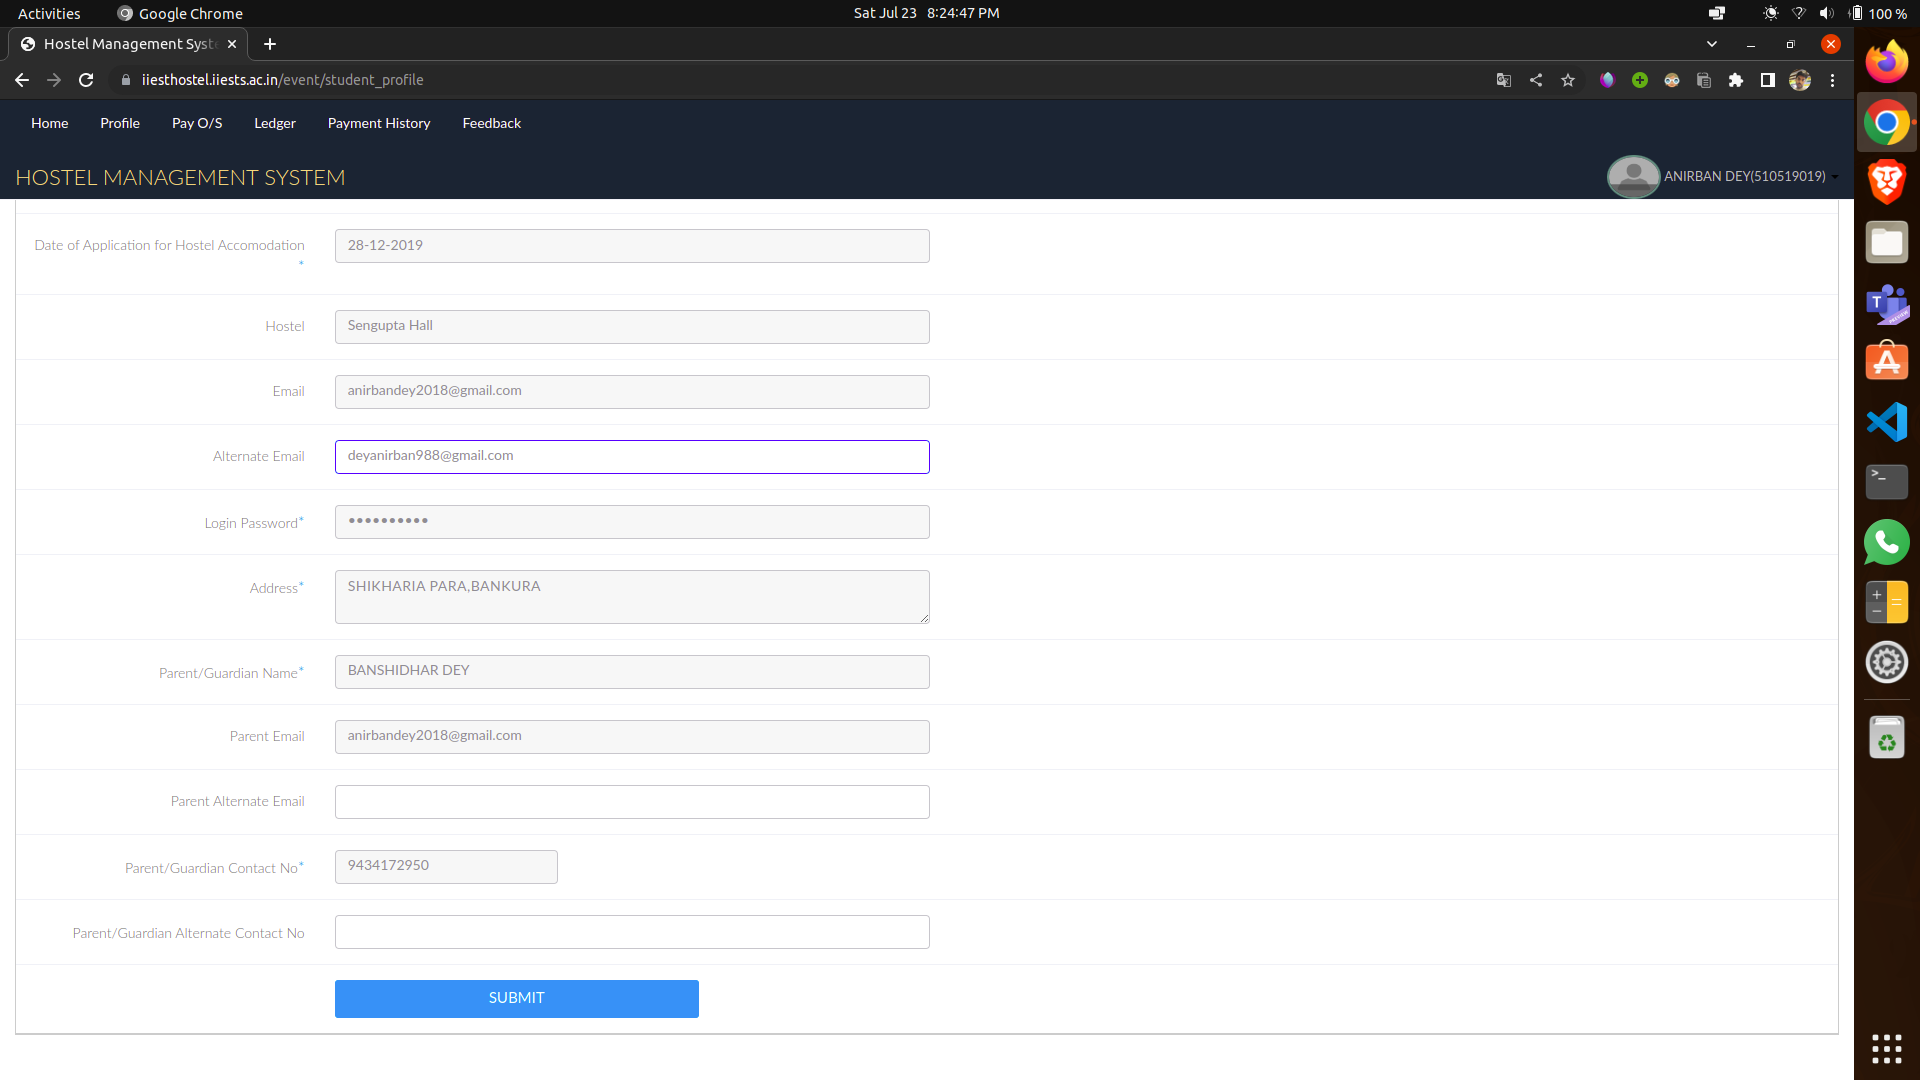 Activities
Google Chrome
Sat Jul 23 8:24:47 PM
100 %
Hostel Management Syst
iiesthostel.iiests.ac.in/event/student_profile
Home
Profile
Pay O/S
Ledger
Payment History
Feedback
HOSTEL MANAGEMENT SYSTEM
ANIRBAN DEY(510519019)
Date of Application for Hostel Accomodation
*
28-12-2019
Hostel
Sengupta Hall
Email
anirbandey2018@gmail.com
Alternate Email
deyanirban988@gmail.com
Login Password*
••••••••••
Address*
SHIKHARIA PARA,BANKURA
Parent/Guardian Name*
BANSHIDHAR DEY
Parent Email
anirbandey2018@gmail.com
Parent Alternate Email
Parent/Guardian Contact No*
9434172950
Parent/Guardian Alternate Contact No
SUBMIT